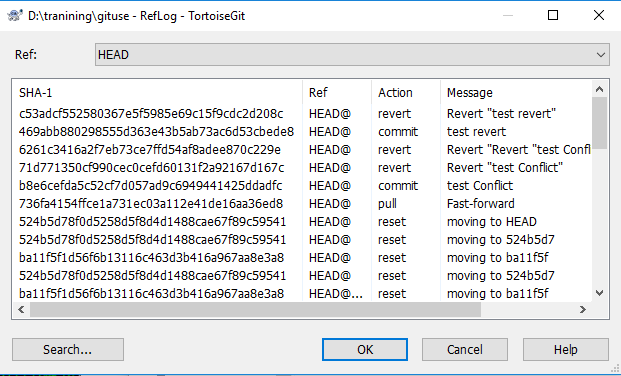 D:\tranining\gituse - RefLog - TortoiseGit
Ref: HEAD
SHA-1 Ref Action Message
c53adcf552580367e5f5985e69c15f9cdc2d208c HEAD@ revert Revert "test revert"
469abb880298555d363e43b5ab73ac6d53cbede8 HEAD@ commit test revert
6261c3416a2f7eb73ce7ffd54af8adee870c229e HEAD@ revert Revert "Revert "test Confl
71d771350cf990cec0cefd60131f2a92167d167c HEAD@ revert Revert "test Conflict"
b8e6cefda5c52cf7d057ad9c6949441425ddadfc HEAD@ commit test Conflict
736fa4154ffce1a731ec03a112e41de16aa36ed8 HEAD@ pull Fast-forward
524b5d78f0d5258d5f8d4d1488cae67f89c59541 HEAD@ reset moving to HEAD
524b5d78f0d5258d5f8d4d1488cae67f89c59541 HEAD@ reset moving to 524b5d7
ba11f5f1d56f6b13116c463d3b416a967aa8e3a8 HEAD@ reset moving to ba11f5f
524b5d78f0d5258d5f8d4d1488cae67f89c59541 HEAD@ reset moving to 524b5d7
ba11f5f1d56f6b13116c463d3b416a967aa8e3a8 HEAD@... reset moving to ba11f5f
Search... OK Cancel Help